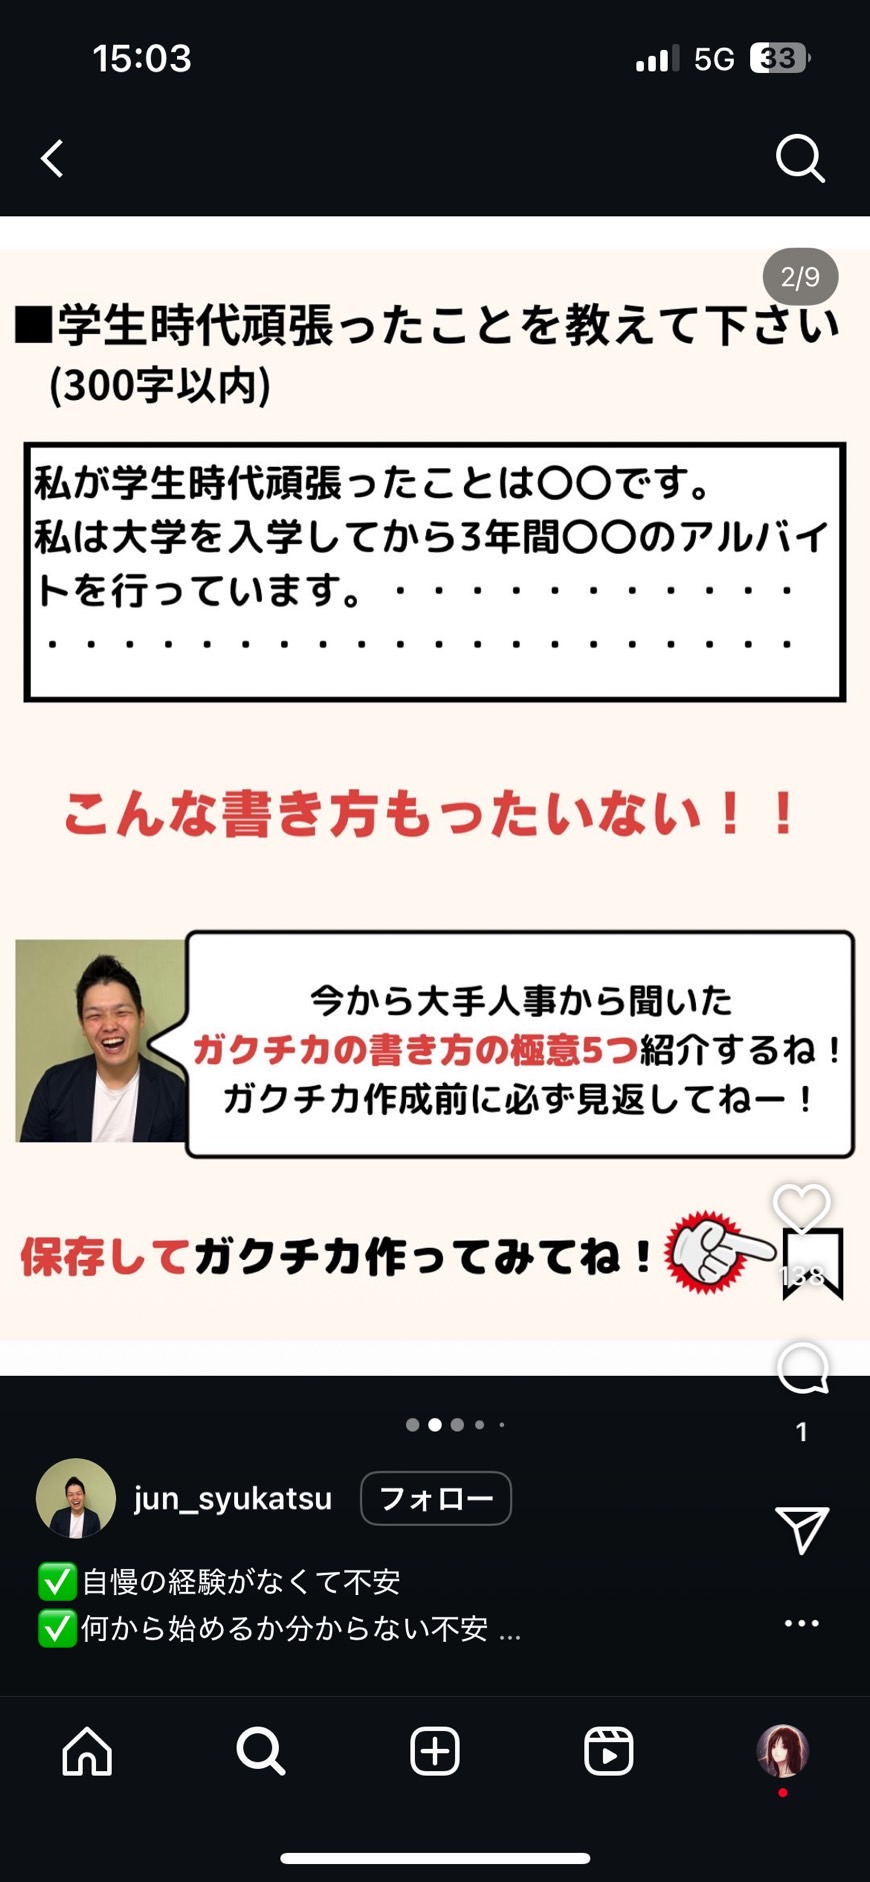 15:03
5G
33
2/9
■学生時代頑張ったことを教えて下さい
(300字以内)
私が学生時代頑張ったことは〇〇です。
私は大学を入学してから3年間〇〇のアルバイ
トを行っています。・・・・・・・・・・・
・・・・・・・・・・・・・・・・・・・・
こんな書き方もったいない！！
今から大手人事から聞いた
ガクチカの書き方の極意5つ紹介するね！
ガクチカ作成前に必ず見返してねー！
保存してガクチカ作ってみてね！
138
1
jun_syukatsu
フォロー
✅自慢の経験がなくて不安
✅何から始めるか分からない不安 ...